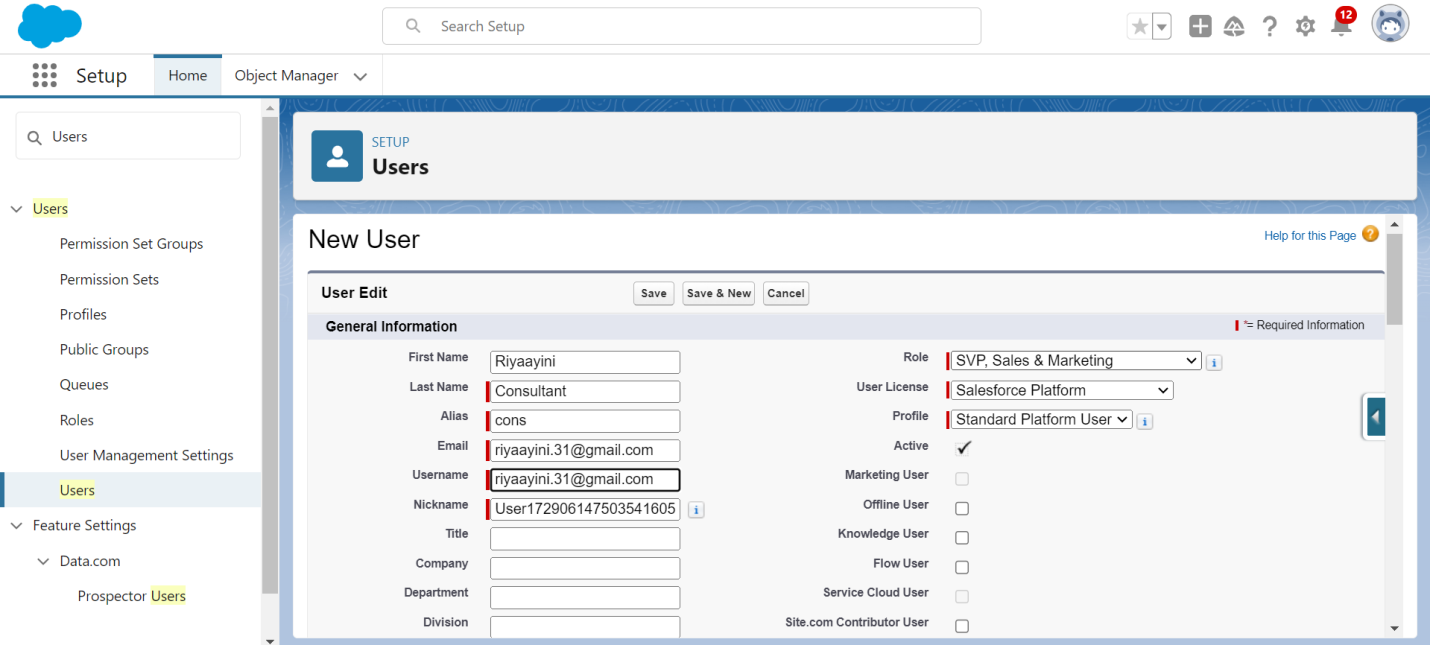 Search Setup
12
Setup
Home
Object Manager
Users
Users
Permission Set Groups
Permission Sets
Profiles
Public Groups
Queues
Roles
User Management Settings
Users
Feature Settings
Data.com
Prospector Users
SETUP
Users
New User
Help for this Page ?
User Edit
Save
Save & New
Cancel
General Information
*= Required Information
First Name Riyaayini
Last Name Consultant
Alias cons
Email riyaayini.31@gmail.com
Username riyaayini.31@gmail.com
Nickname User172906147503541605 i
Title
Company
Department
Division
Role SVP, Sales & Marketing i
User License Salesforce Platform
Profile Standard Platform User i
Active
Marketing User
Offline User
Knowledge User
Flow User
Service Cloud User
Site.com Contributor User